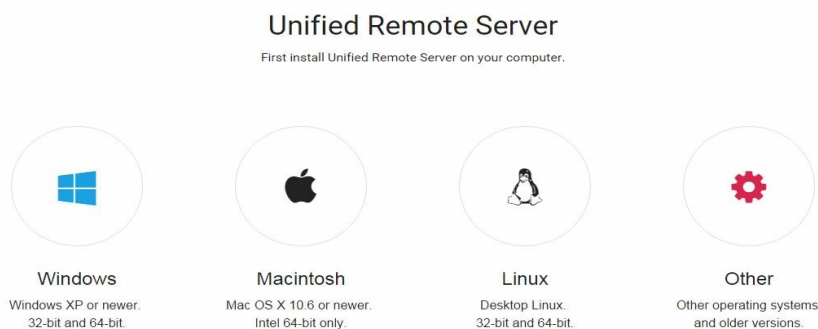 Unified Remote Server
First install Unified Remote Server on your computer.
Windows
Windows XP or newer.
32-bit and 64-bit.
Macintosh
Mac OS X 10.6 or newer.
Intel 64-bit only.
Linux
Desktop Linux.
32-bit and 64-bit.
Other
Other operating systems
and older versions.